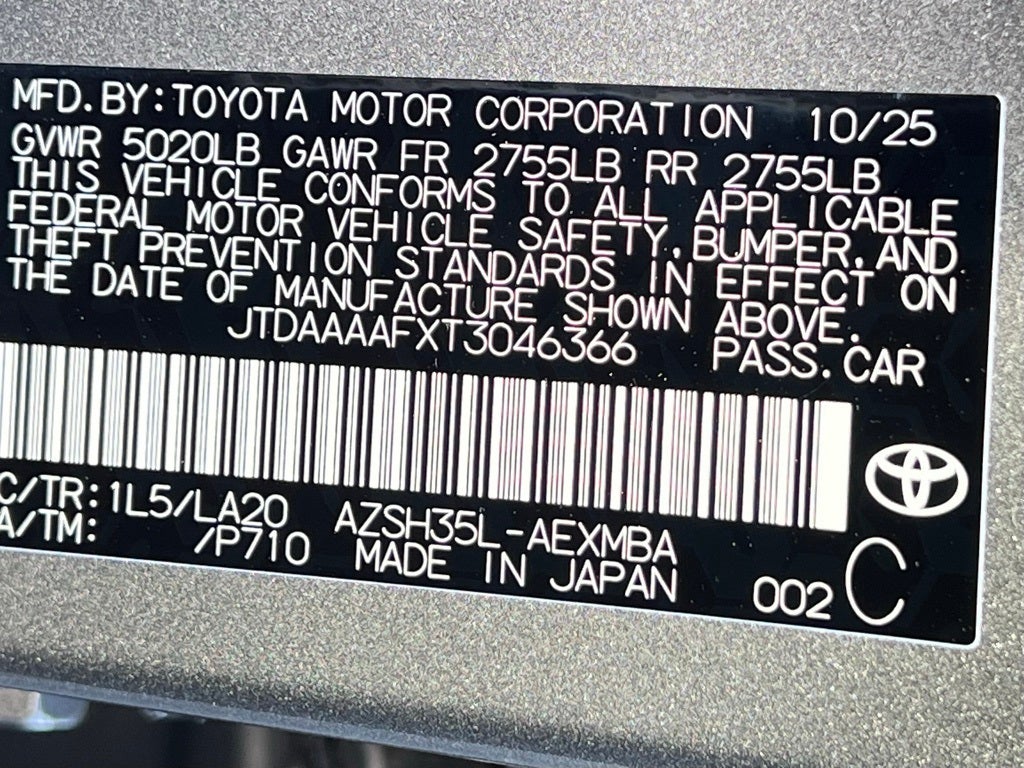 MFD.BY:TOYOTA MOTOR CORPORATION 10/25
GVWR 5020LB GAWR FR 2755LB RR 2755LB
THIS VEHICLE CONFORMS TO ALL APPLICABLE
FEDERAL MOTOR VEHICLE SAFETY,BUMPER,AND
THEFT PREVENTION STANDARDS IN EFFECT ON
THE DATE OF MANUFACTURE SHOWN ABOVE.
JTDAAAAFXT3046366 PASS.CAR
C/TR:1L5/LA20 AZSH35L-AEXMBA
A/TM: /P710 MADE IN JAPAN 002 C